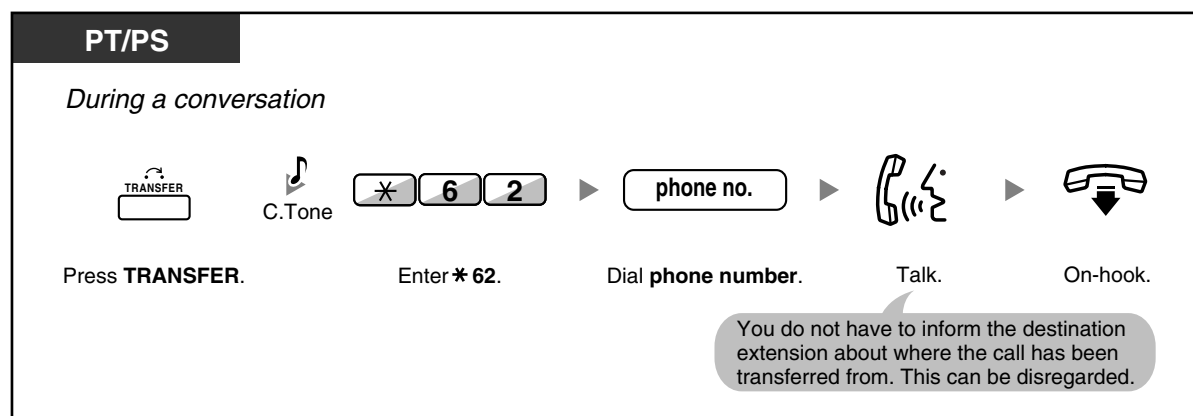 PT/PS
During a conversation
TRANSFER
C.Tone
* 6 2
phone no.
Press TRANSFER.
Enter * 62.
Dial phone number.
Talk.
On-hook.
You do not have to inform the destination
extension about where the call has been
transferred from. This can be disregarded.